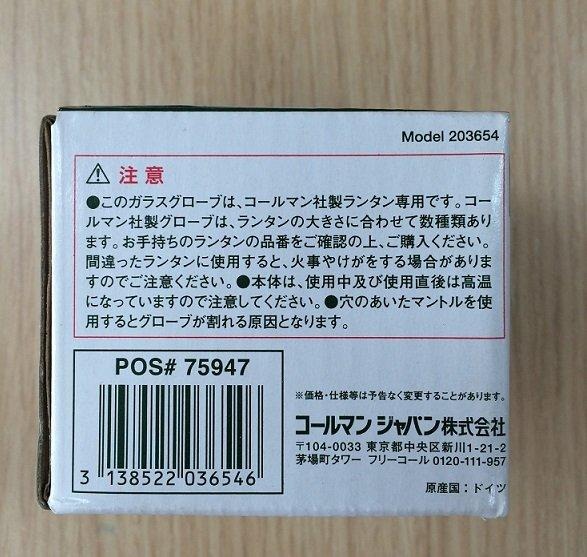 Model 203654
⚠ 注意
●このガラスグローブは、コールマン社製ランタン専用です。コー
ルマン社製グローブは、ランタンの大きさに合わせて数種類あり
ます。お手持ちのランタンの品番をご確認の上、ご購入ください。
間違ったランタンに使用すると、火事やけがをする場合がありま
すのでご注意ください。●本体は、使用中及び使用直後は高温
になっていますので注意してください。●穴のあいたマントルを使
用するとグローブが割れる原因となります。
POS# 75947
3 138522 036546
※価格・仕様等は予告なく変更することがあります。
コールマン ジャパン株式会社
〒104-0033 東京都中央区新川1-21-2
茅場町タワー フリーコール 0120-111-957
原産国：ドイツ